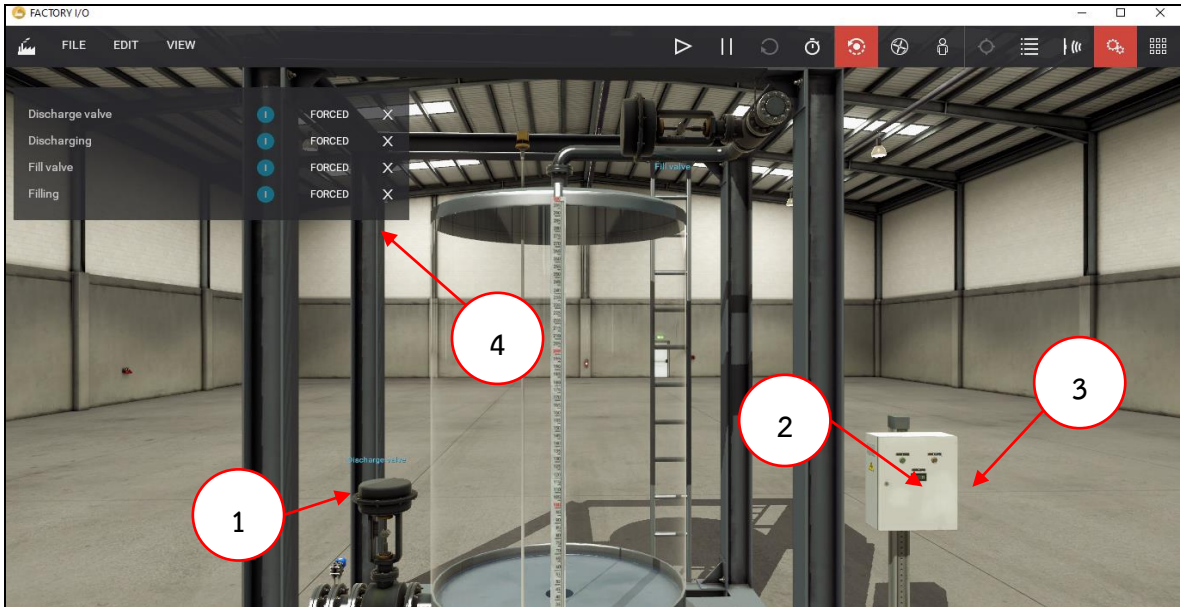 FACTORY I/O
FILE EDIT VIEW
Discharge valve I FORCED X
Discharging I FORCED X
Fill valve I FORCED X
Filling I FORCED X
Fill valve
4
3
2
Discharge valve
1